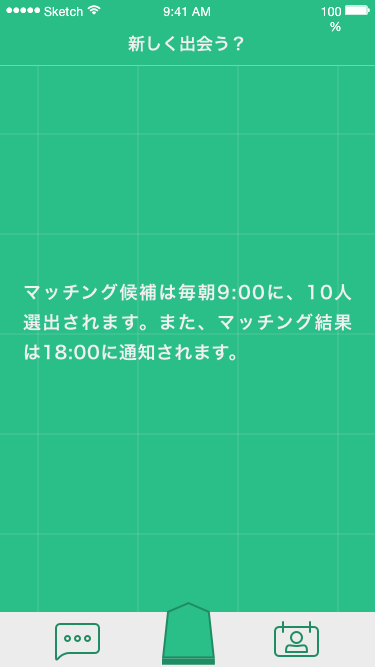 Sketch 9:41 AM 100
%
新しく出会う？
マッチング候補は毎朝9:00に、10人
選出されます。また、マッチング結果
は18:00に通知されます。